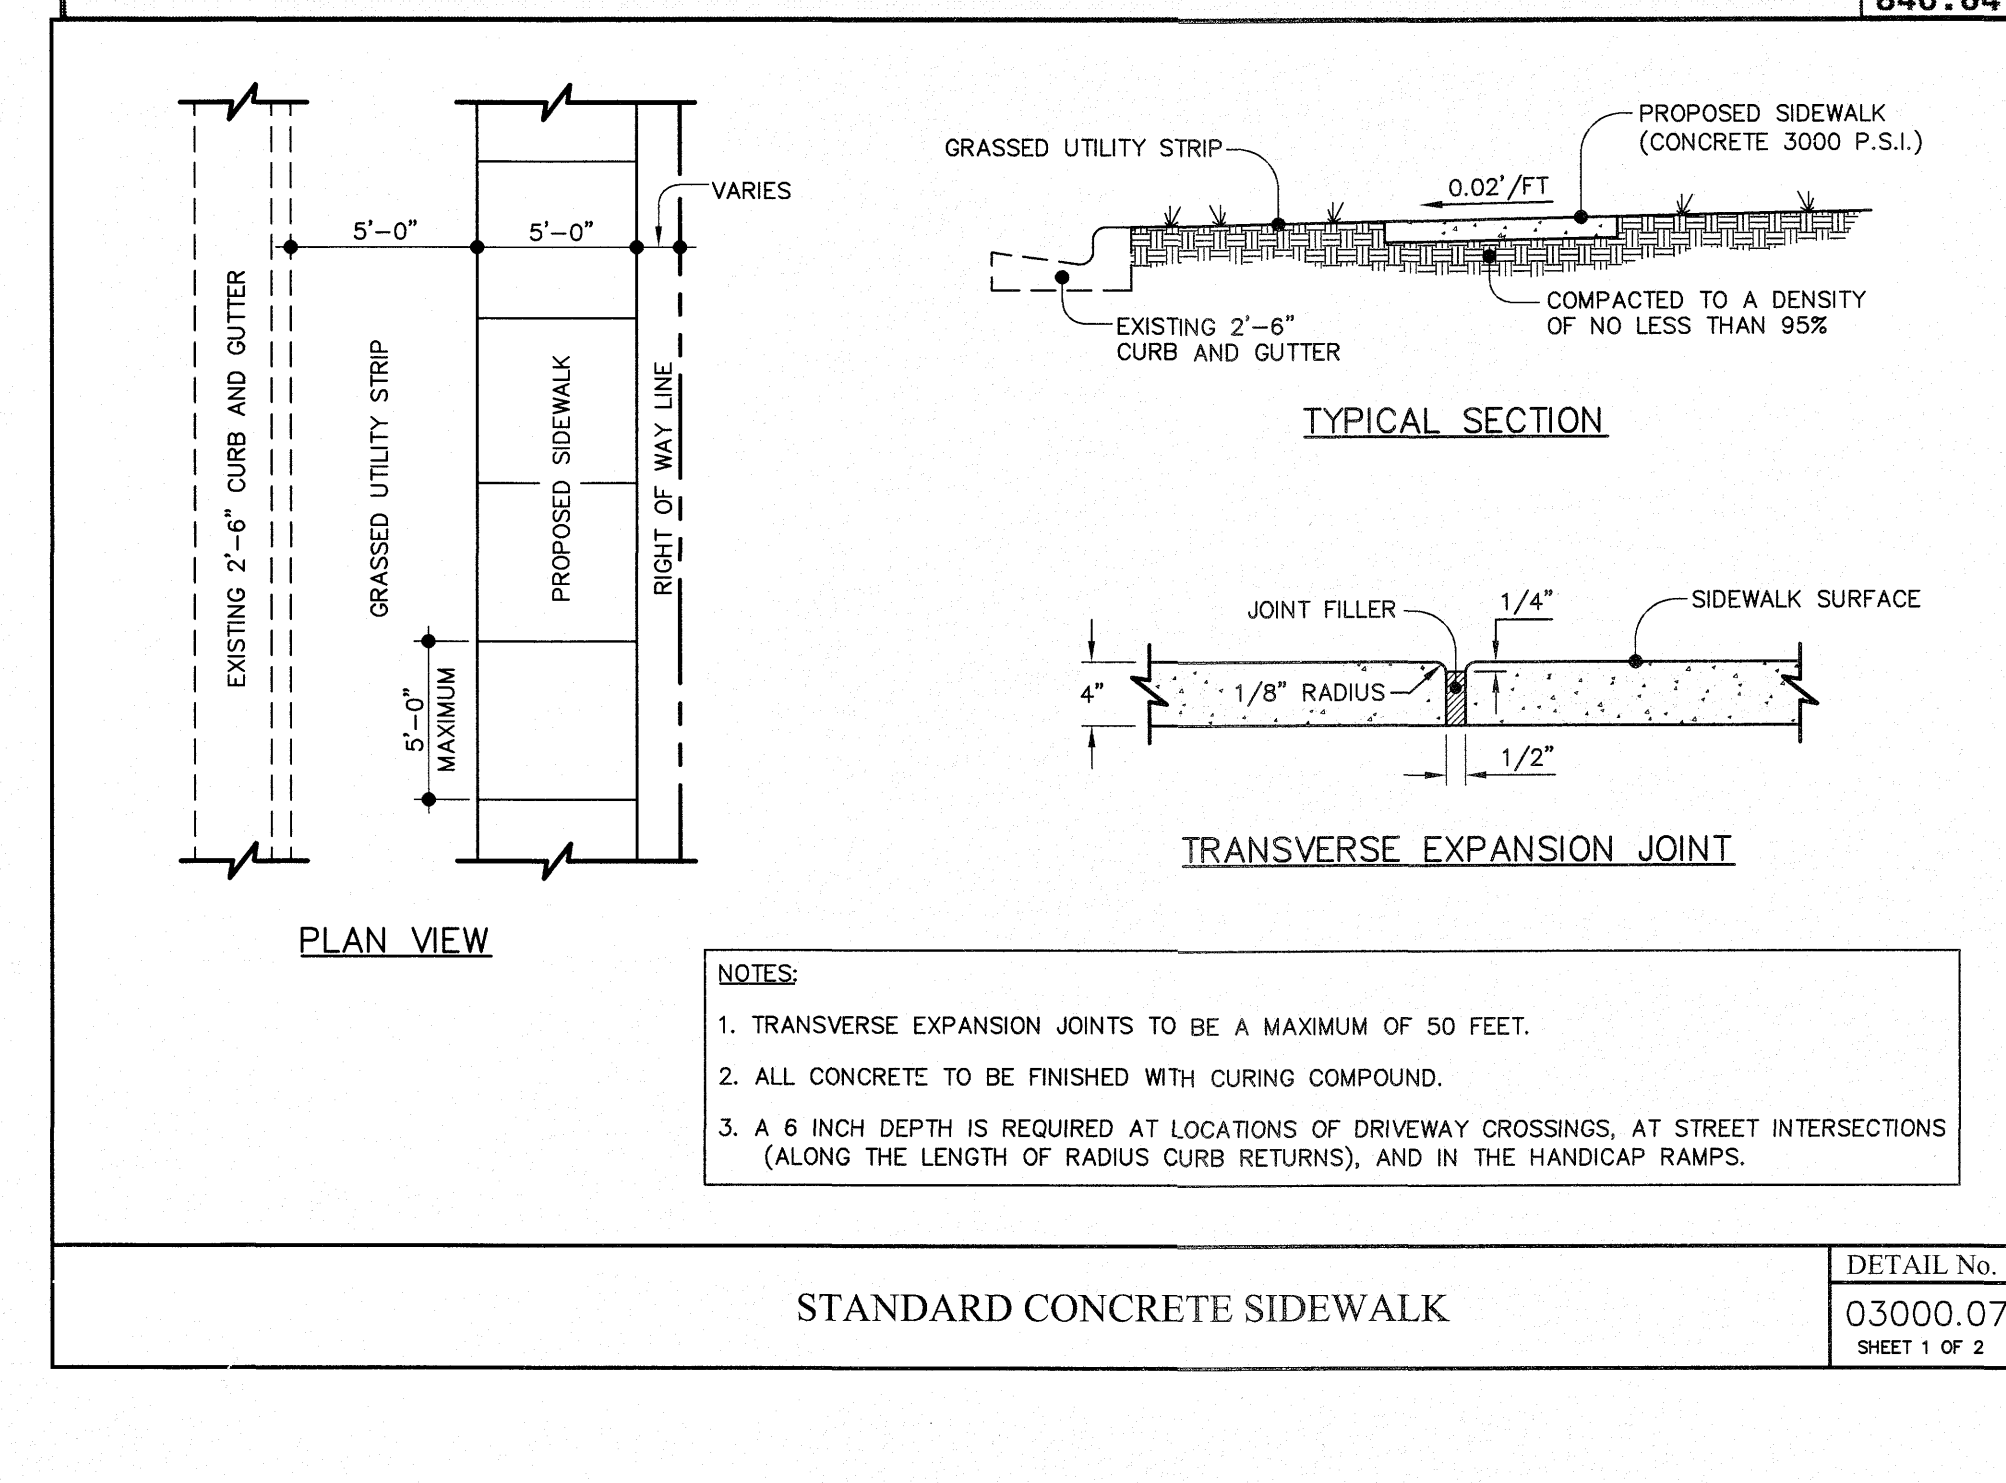 5'-0"
5'-0"
VARIES
EXISTING 2'-6" CURB AND GUTTER
GRASSED UTILITY STRIP
PROPOSED SIDEWALK
RIGHT OF WAY LINE
5'-0"
MAXIMUM
PLAN VIEW
GRASSED UTILITY STRIP
PROPOSED SIDEWALK
(CONCRETE 3000 P.S.I.)
0.02'/FT
EXISTING 2'-6"
CURB AND GUTTER
COMPACTED TO A DENSITY
OF NO LESS THAN 95%
TYPICAL SECTION
JOINT FILLER
1/4"
SIDEWALK SURFACE
4"
1/8" RADIUS
1/2"
TRANSVERSE EXPANSION JOINT
NOTES:
1. TRANSVERSE EXPANSION JOINTS TO BE A MAXIMUM OF 50 FEET.
2. ALL CONCRETE TO BE FINISHED WITH CURING COMPOUND.
3. A 6 INCH DEPTH IS REQUIRED AT LOCATIONS OF DRIVEWAY CROSSINGS, AT STREET INTERSECTIONS
(ALONG THE LENGTH OF RADIUS CURB RETURNS), AND IN THE HANDICAP RAMPS.
STANDARD CONCRETE SIDEWALK
DETAIL No.
03000.07
SHEET 1 OF 2